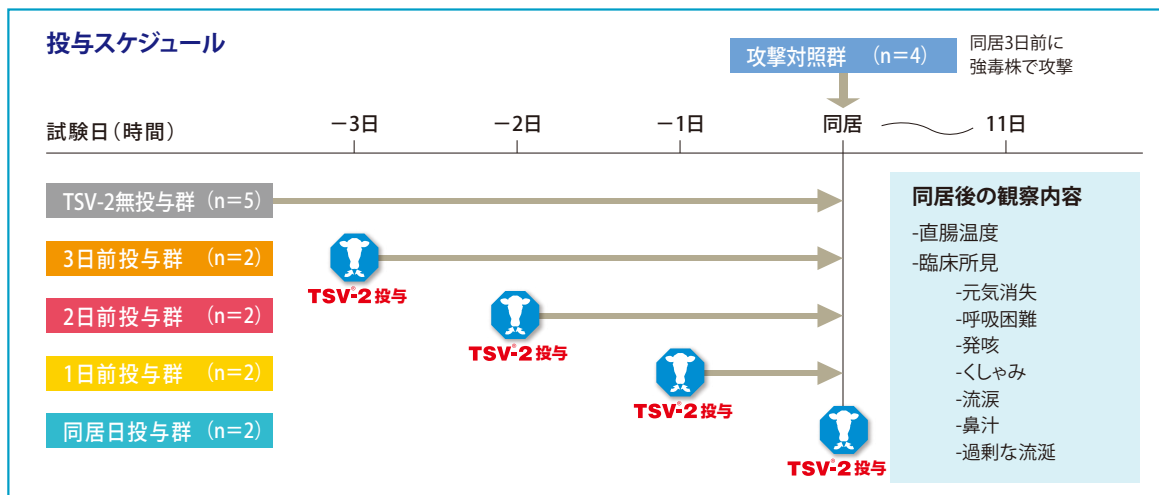 投与スケジュール
攻撃対照群 （n＝4）
同居3日前に
強毒株で攻撃
試験日（時間） －3日 －2日 －1日 同居 11日
TSV-2無投与群（n＝5）
3日前投与群（n＝2）
TSV®-2 投与
2日前投与群（n＝2）
TSV®-2 投与
1日前投与群（n＝2）
TSV®-2 投与
同居日投与群（n＝2）
TSV®-2 投与
同居後の観察内容
-直腸温度
-臨床所見
-元気消失
-呼吸困難
-発咳
-くしゃみ
-流涙
-鼻汁
-過剰な流涎